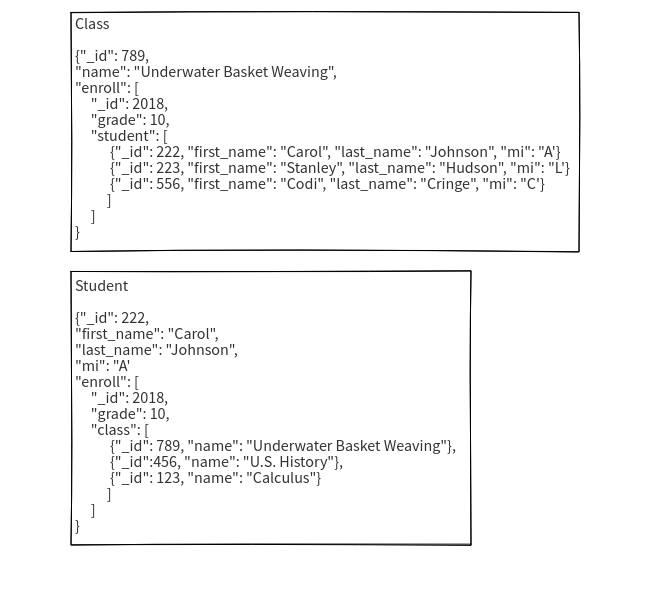 Class
{"_id": 789,
"name": "Underwater Basket Weaving",
"enroll": [
"_id": 2018,
"grade": 10,
"student": [
{"_id": 222, "first_name": "Carol", "last_name": "Johnson", "mi": "A'}
{"_id": 223, "first_name": "Stanley", "last_name": "Hudson", "mi": "L'}
{"_id": 556, "first_name": "Codi", "last_name": "Cringe", "mi": "C'}
]
]
}
Student
{"_id": 222,
"first_name": "Carol",
"last_name": "Johnson",
"mi": "A'
"enroll": [
"_id": 2018,
"grade": 10,
"class": [
{"_id": 789, "name": "Underwater Basket Weaving"},
{"_id":456, "name": "U.S. History"},
{"_id": 123, "name": "Calculus"}
]
]
}